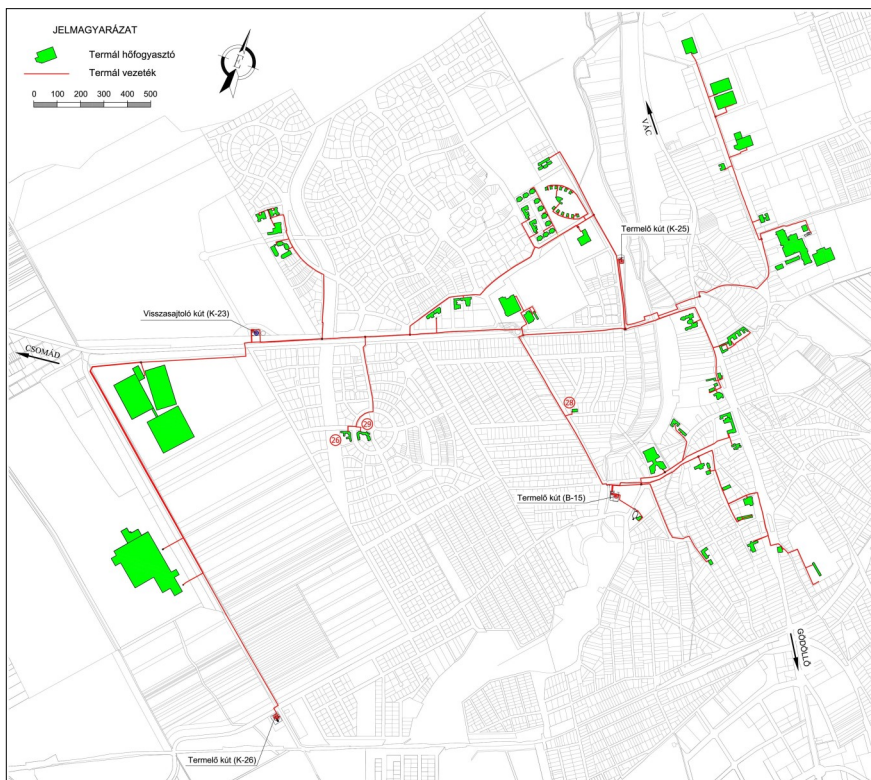 JELMAGYARÁZAT
Termál hőfogyasztó
Termál vezeték
0 100 200 300 400 500
É
VÁC
Termelő kút (K-25)
Visszasajtoló kút (K-23)
CSOMÁD
28
29
26
Termelő kút (B-15)
GÖDÖLLŐ
Termelő kút (K-26)